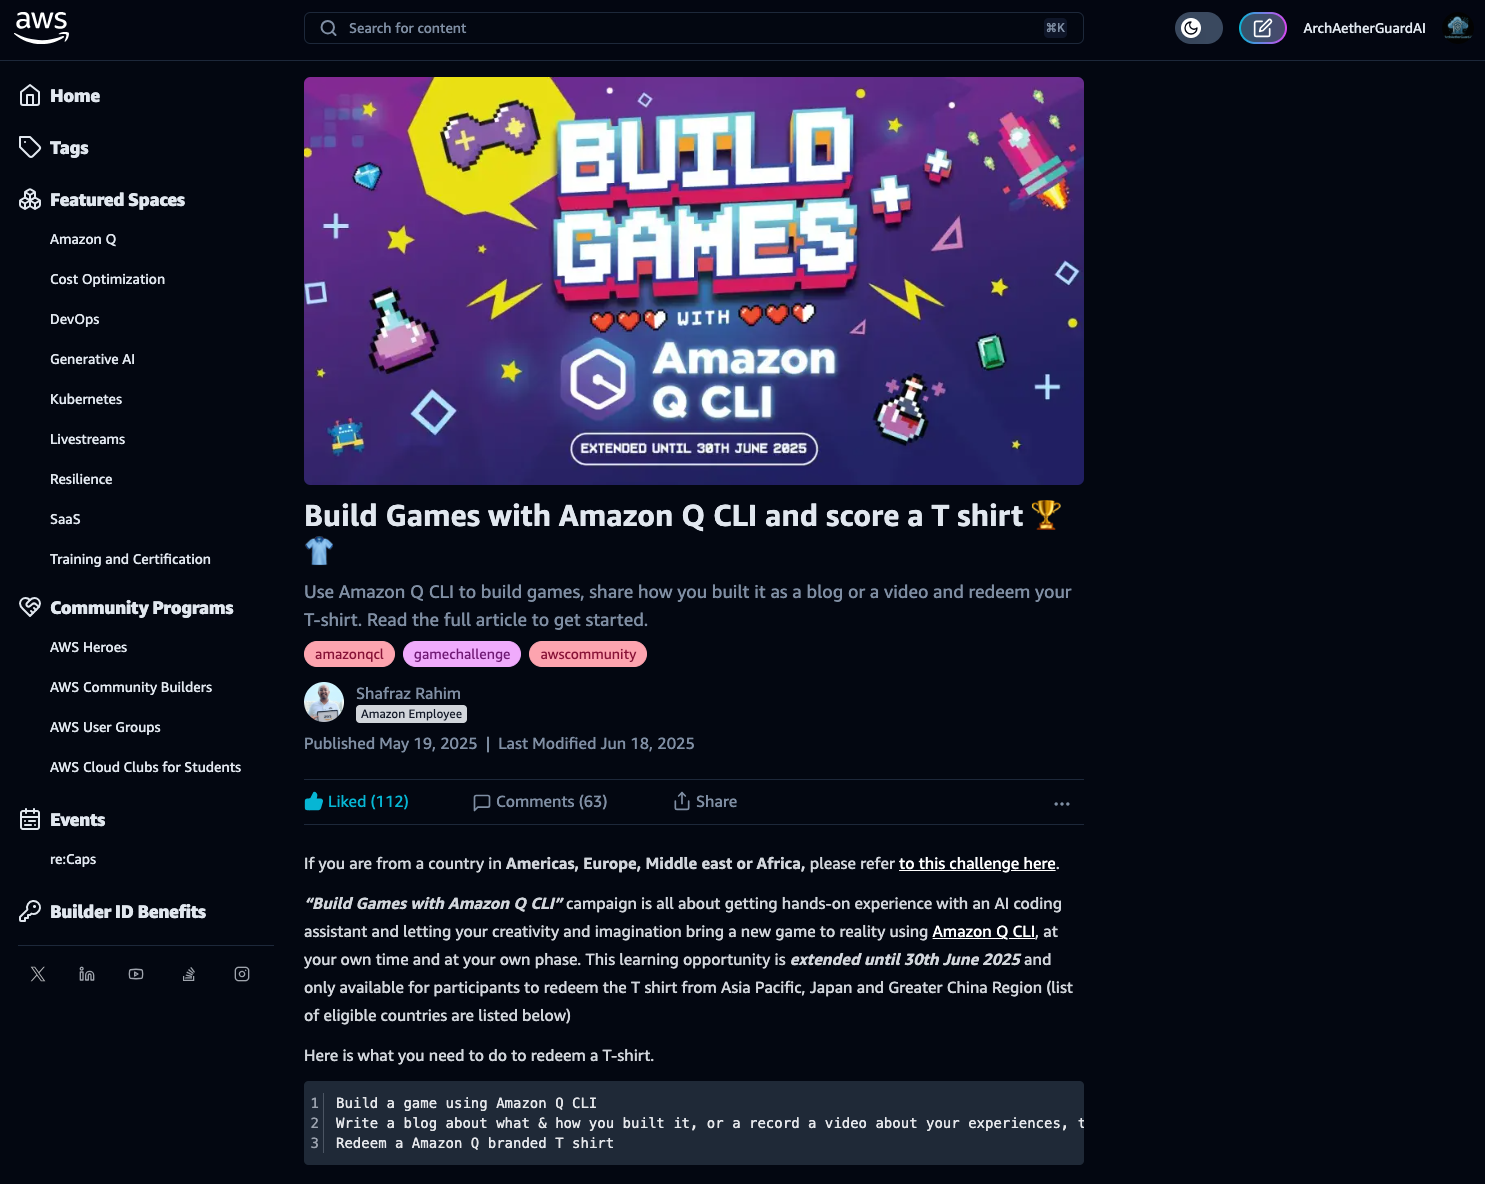 aws
Search for content
⌘K
ArchAetherGuardAI
Home
Tags
Featured Spaces
Amazon Q
Cost Optimization
DevOps
Generative AI
Kubernetes
Livestreams
Resilience
SaaS
Training and Certification
Community Programs
AWS Heroes
AWS Community Builders
AWS User Groups
AWS Cloud Clubs for Students
Events
re:Caps
Builder ID Benefits
BUILD
GAMES
WITH
Amazon
Q CLI
EXTENDED UNTIL 30TH JUNE 2025
Build Games with Amazon Q CLI and score a T shirt 🏆
👕
Use Amazon Q CLI to build games, share how you built it as a blog or a video and redeem your
T-shirt. Read the full article to get started.
amazonqcl gamechallenge awscommunity
Shafraz Rahim
Amazon Employee
Published May 19, 2025 | Last Modified Jun 18, 2025
Liked (112) Comments (63) Share
If you are from a country in Americas, Europe, Middle east or Africa, please refer to this challenge here.
“Build Games with Amazon Q CLI” campaign is all about getting hands-on experience with an AI coding
assistant and letting your creativity and imagination bring a new game to reality using Amazon Q CLI, at
your own time and at your own phase. This learning opportunity is extended until 30th June 2025 and
only available for participants to redeem the T shirt from Asia Pacific, Japan and Greater China Region (list
of eligible countries are listed below)
Here is what you need to do to redeem a T-shirt.
1 Build a game using Amazon Q CLI
2 Write a blog about what & how you built it, or a record a video about your experiences, t
3 Redeem a Amazon Q branded T shirt